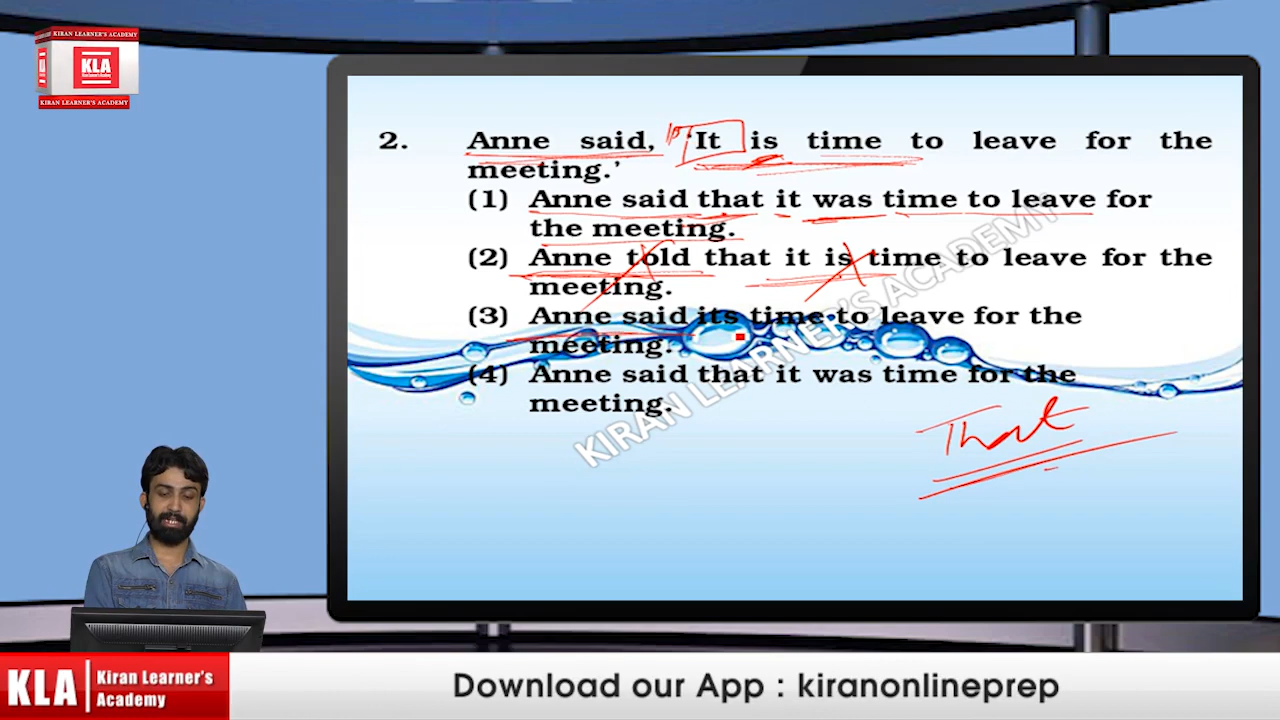 KIRAN LEARNER'S ACADEMY
KLA
Kiran Learner's Academy
KIRAN LEARNER'S ACADEMY
2. Anne said, 'It is time to leave for the
meeting.'
(1) Anne said that it was time to leave for
the meeting.
(2) Anne told that it is time to leave for the
meeting.
(3) Anne said its time to leave for the
meeting.
(4) Anne said that it was time for the
meeting.
That
KIRAN LEARNER'S ACADEMY
KLA
Kiran Learner's
Academy
Download our App : kiranonlineprep